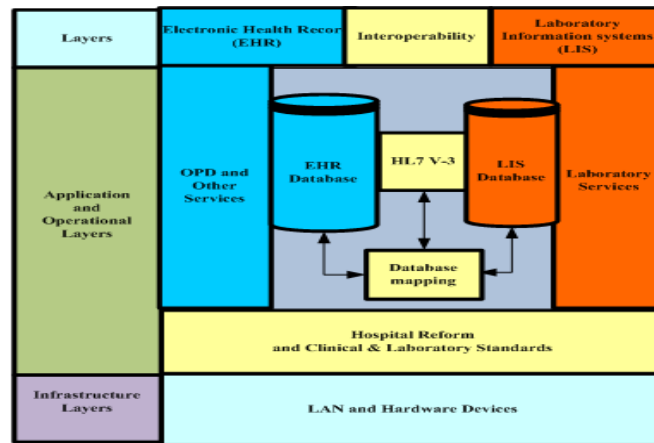 Layers
Electronic Health Recor
(EHR)
Interoperability
Laboratory
Information systems
(LIS)
Application
and
Operational
Layers
OPD and
Other
Services
EHR
Database
HL7 V-3
LIS
Database
Laboratory
Services
Database
mapping
Hospital Reform
and Clinical & Laboratory Standards
Infrastructure
Layers
LAN and Hardware Devices